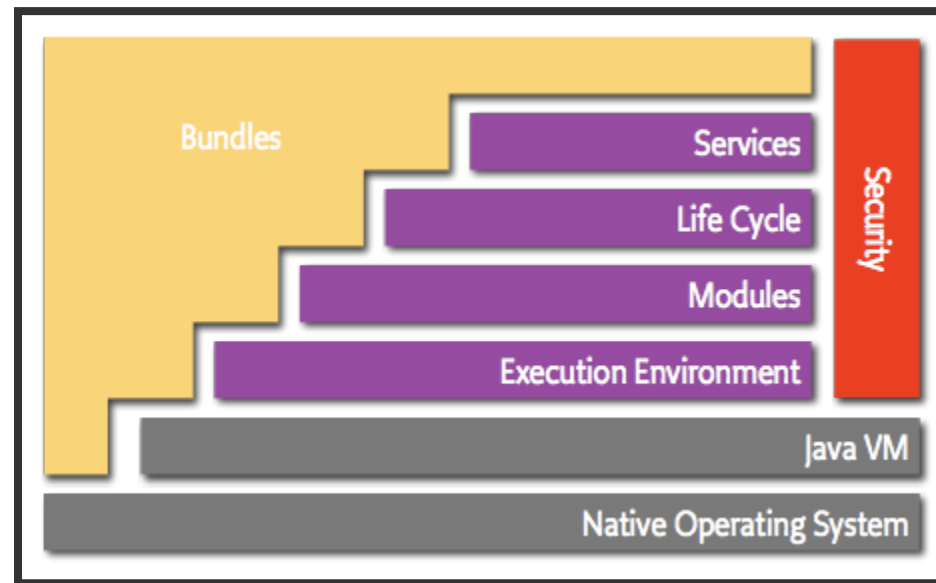 Bundles
Services
Life Cycle
Modules
Execution Environment
Security
Java VM
Native Operating System